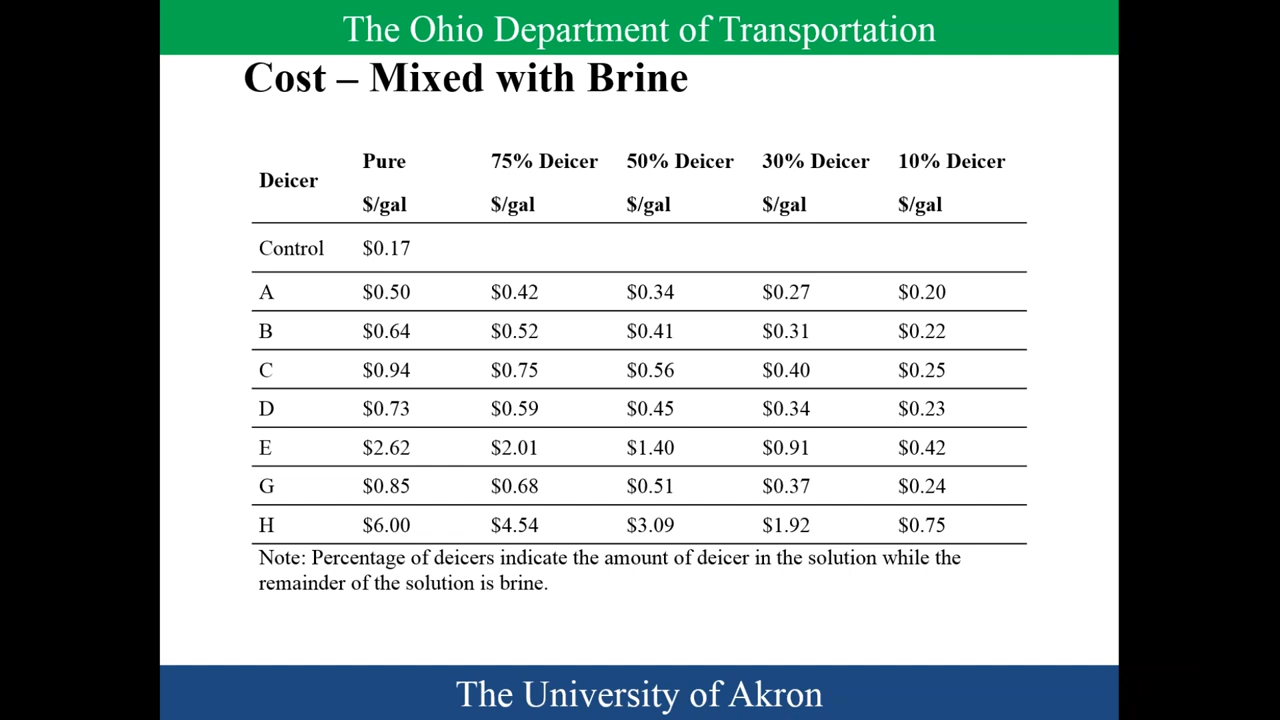 The Ohio Department of Transportation
Cost – Mixed with Brine
Deicer Pure 75% Deicer 50% Deicer 30% Deicer 10% Deicer
$/gal $/gal $/gal $/gal $/gal
Control $0.17
A $0.50 $0.42 $0.34 $0.27 $0.20
B $0.64 $0.52 $0.41 $0.31 $0.22
C $0.94 $0.75 $0.56 $0.40 $0.25
D $0.73 $0.59 $0.45 $0.34 $0.23
E $2.62 $2.01 $1.40 $0.91 $0.42
G $0.85 $0.68 $0.51 $0.37 $0.24
H $6.00 $4.54 $3.09 $1.92 $0.75
Note: Percentage of deicers indicate the amount of deicer in the solution while the
remainder of the solution is brine.
The University of Akron